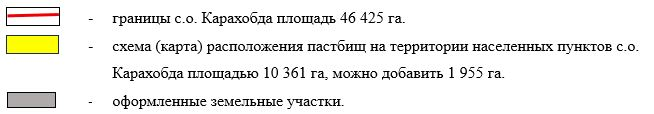 - границы с.о. Карахобда площадь 46 425 га.
- схема (карта) расположения пастбищ на территории населенных пунктов с.о.
Карахобда площадью 10 361 га, можно добавить 1 955 га.
- оформленные земельные участки.